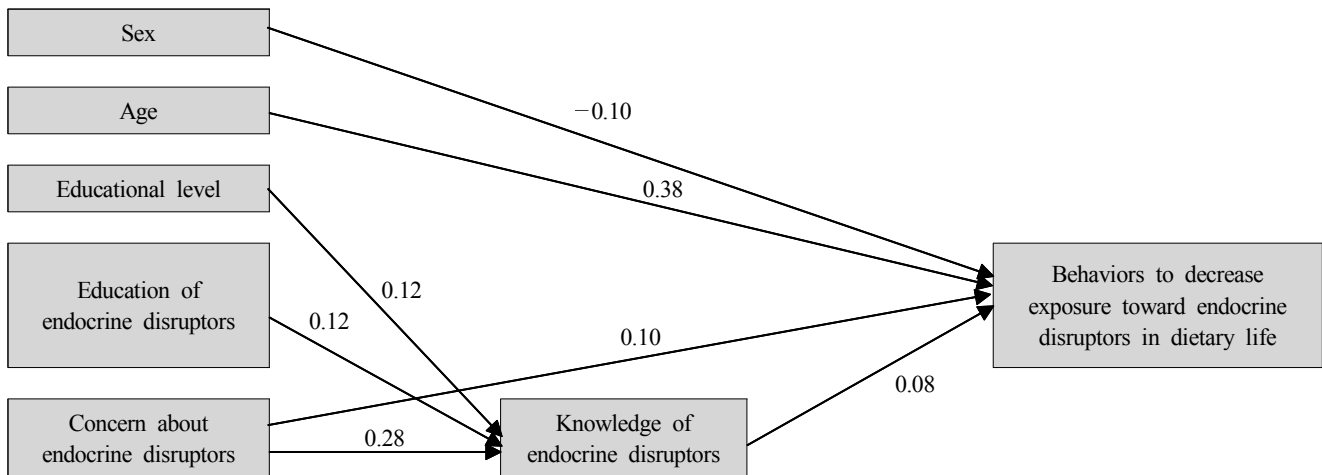 Sex
−0.10
Age
0.38
Educational level
Education of
endocrine disruptors
0.12
0.12
Behaviors to decrease
exposure toward endocrine
disruptors in dietary life
0.10
0.08
Concern about
endocrine disruptors
0.28
Knowledge of
endocrine disruptors